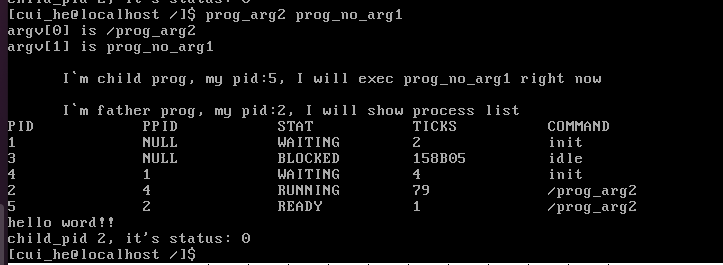 child_pid 2, it's status: 0
[cui_he@localhost /]$ prog_arg2 prog_no_arg1
argv[0] is /prog_arg2
argv[1] is prog_no_arg1
I`m child prog, my pid:5, I will exec prog_no_arg1 right now
I`m father prog, my pid:2, I will show process list
PID PPID STAT TICKS COMMAND
1 NULL WAITING 2 init
3 NULL BLOCKED 158B05 idle
4 1 WAITING 4 init
2 4 RUNNING 79 /prog_arg2
5 2 READY 1 /prog_arg2
hello word!!
child_pid 2, it's status: 0
[cui_he@localhost /]$